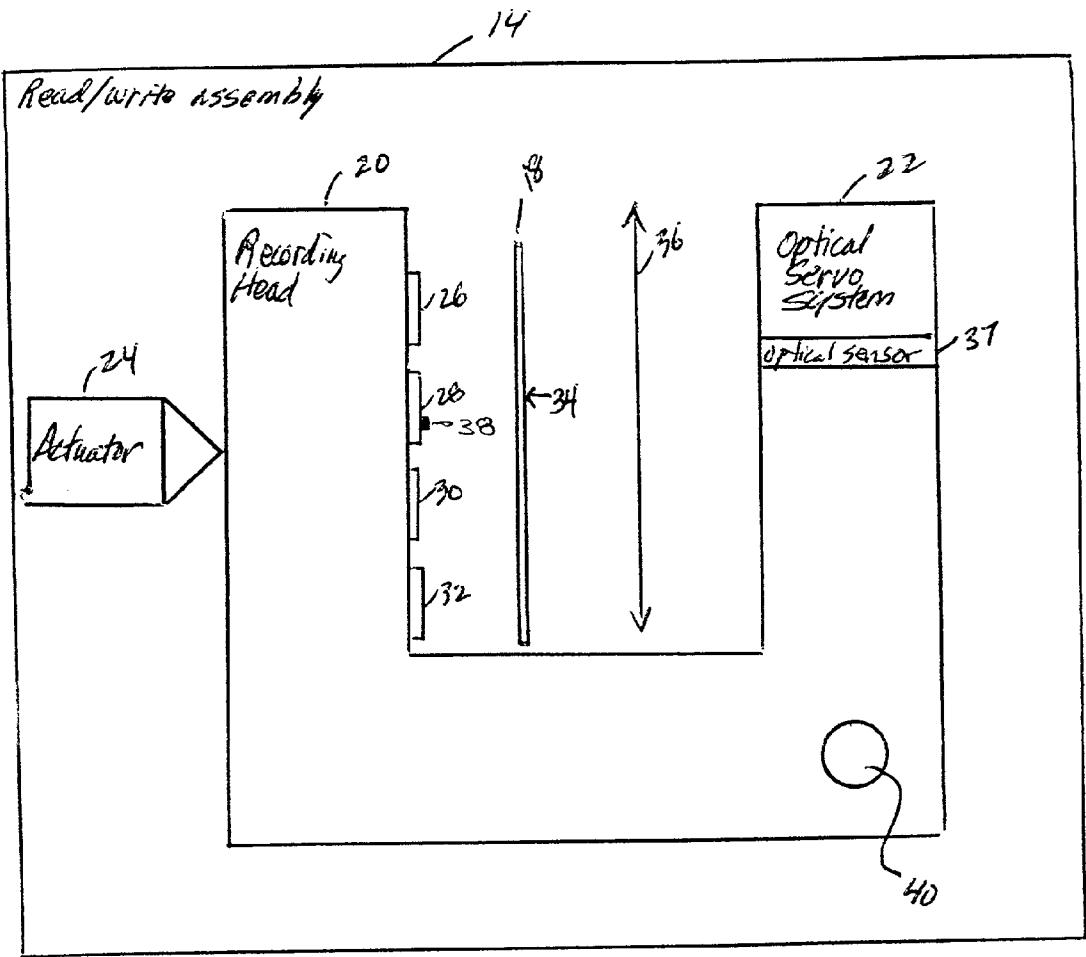 14
Read/write assembly
20
18
22
36
Recording
Head
Optical
Servo
System
26
37
optical sensor
24
28
34
38
Actuator
30
32
40